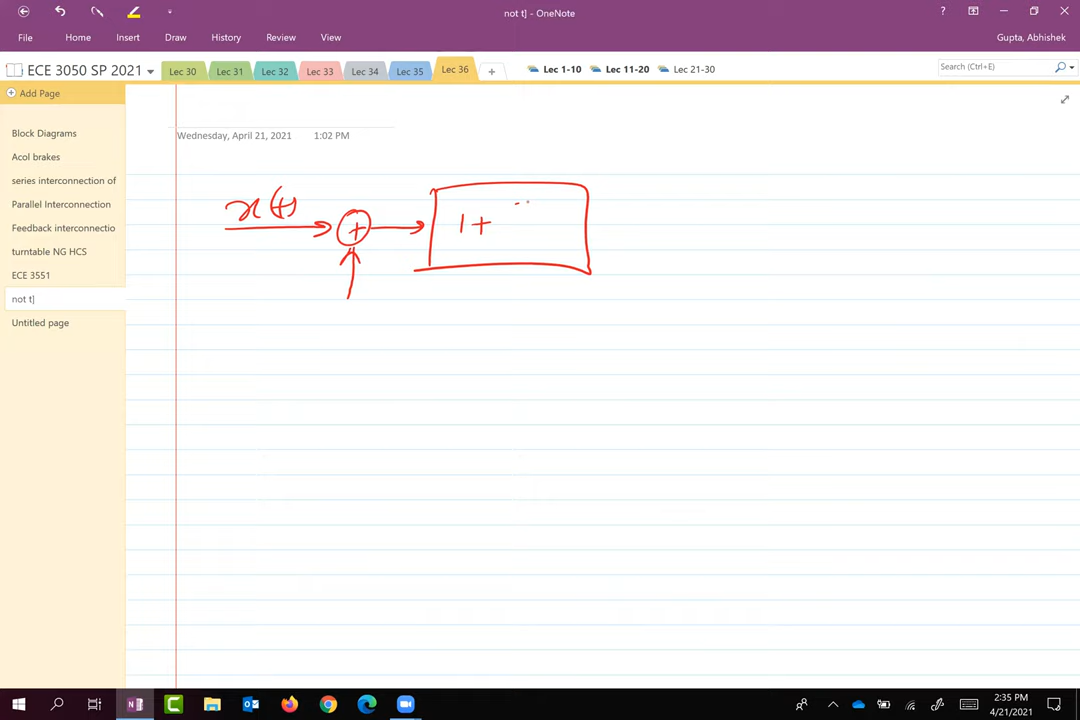 not t] - OneNote
File Home Insert Draw History Review View
Gupta, Abhishek
ECE 3050 SP 2021
Lec 30 Lec 31 Lec 32 Lec 33 Lec 34 Lec 35 Lec 36 Lec 1-10 Lec 11-20 Lec 21-30
Search (Ctrl+E)
Add Page
Block Diagrams
Acol brakes
series interconnection of
Parallel Interconnection
Feedback interconnectio
turntable NG HCS
ECE 3551
not t]
Untitled page
Wednesday, April 21, 2021 1:02 PM
x(t)
+
1+
2:35 PM
4/21/2021